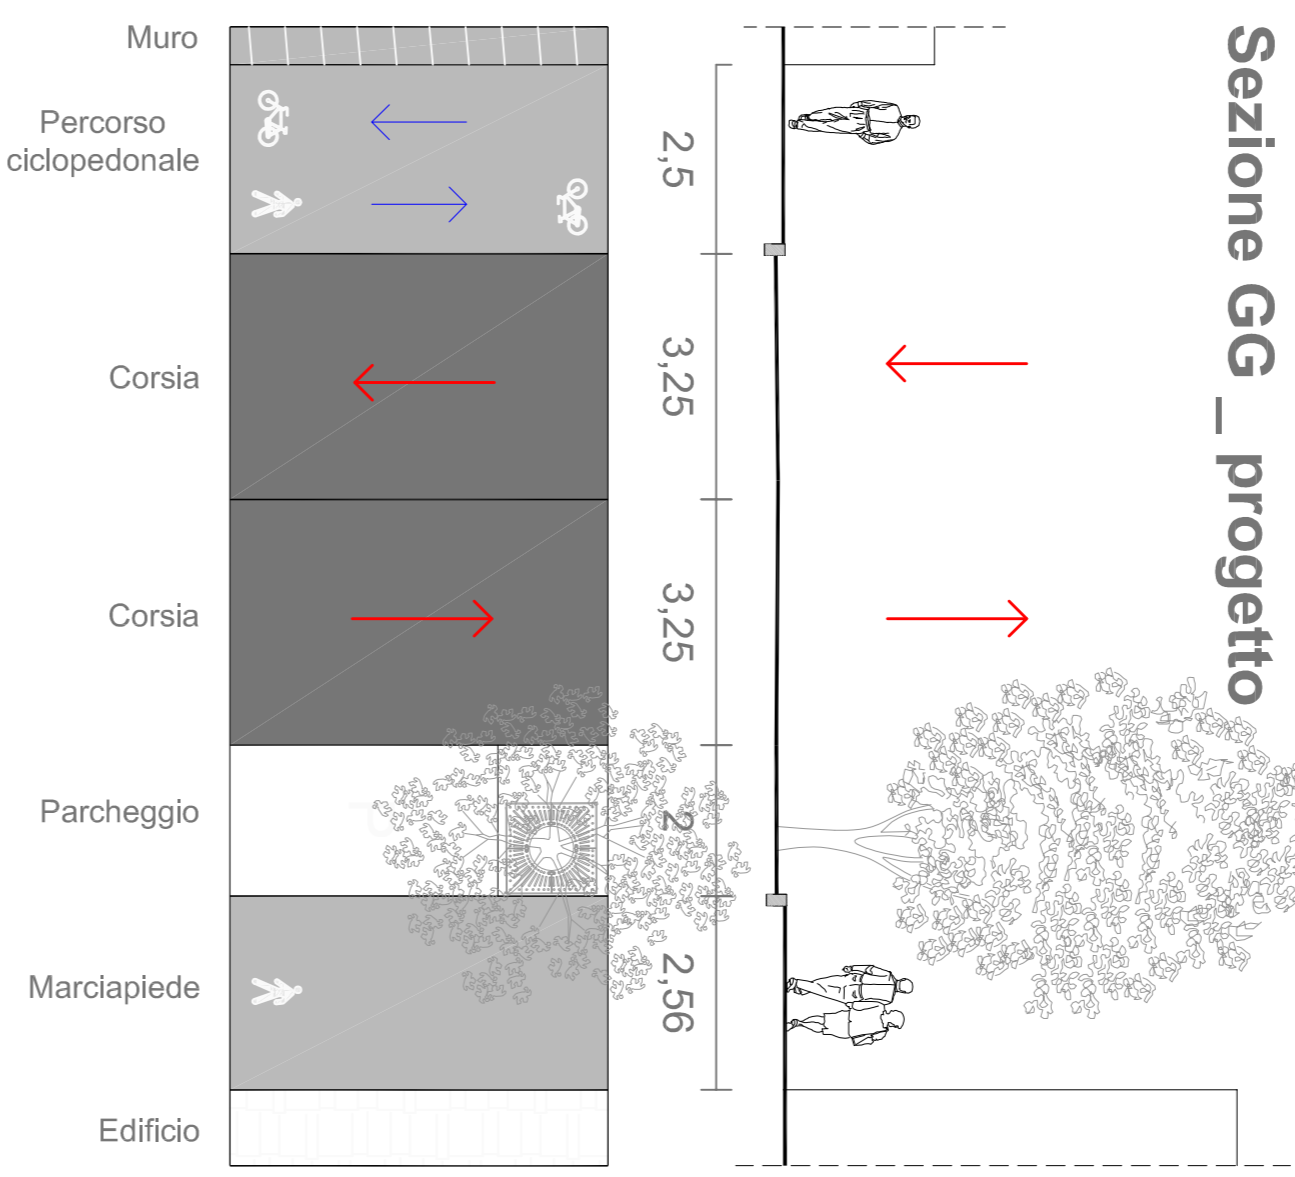 Sezione GG _ progetto
Muro
Percorso
ciclopedonale
2,5
Corsia
3,25
Corsia
3,25
Parcheggio
2
Marciapiede
2,56
Edificio